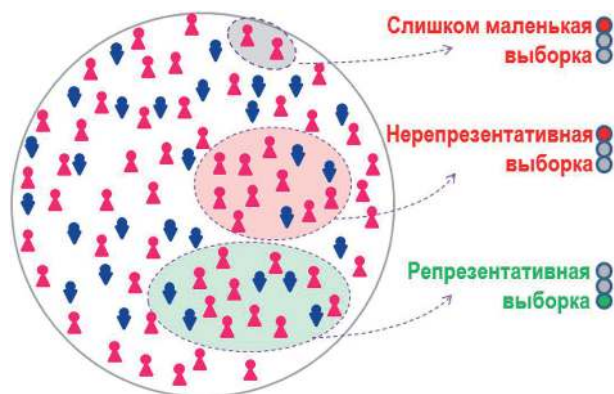 Слишком маленькая
выборка
Нерепрезентативная
выборка
Репрезентативная
выборка